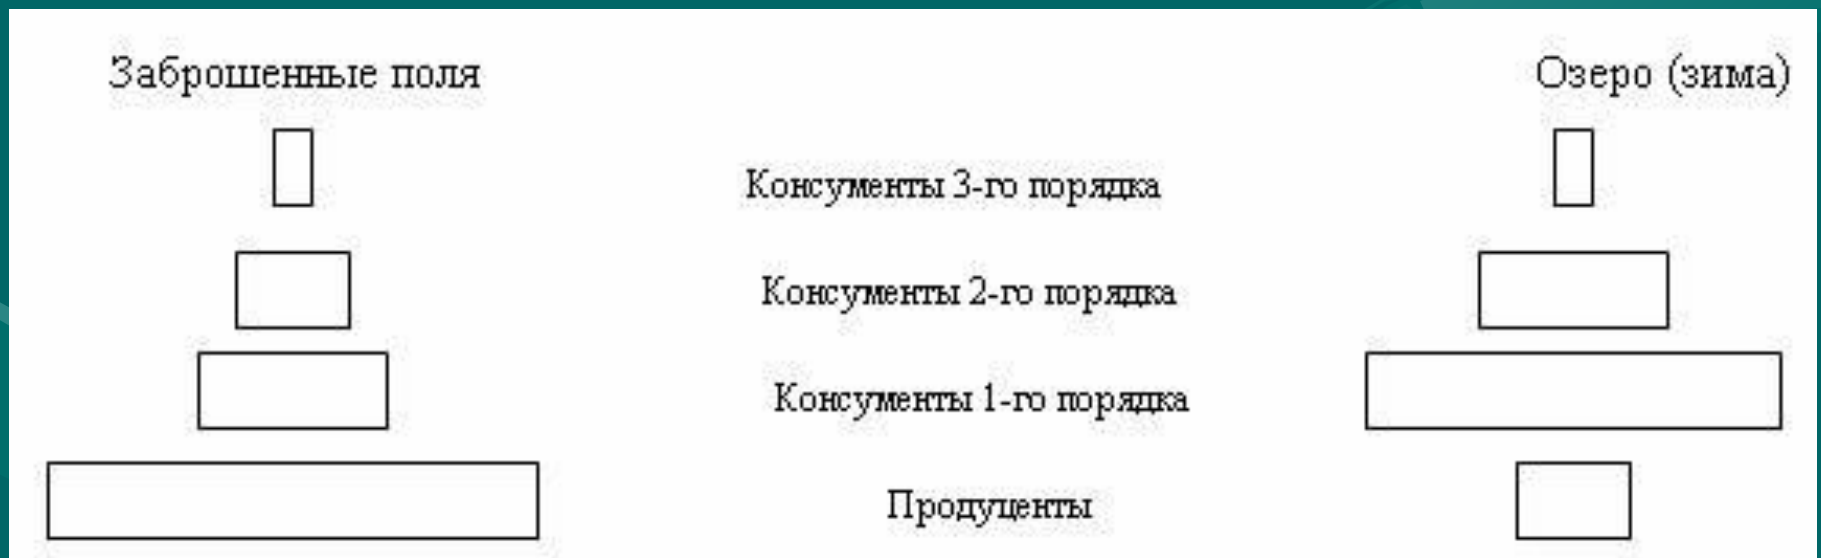 Заброшенные поля
Озеро (зима)
Консументы 3-го порядка
Консументы 2-го порядка
Консументы 1-го порядка
Продуценты